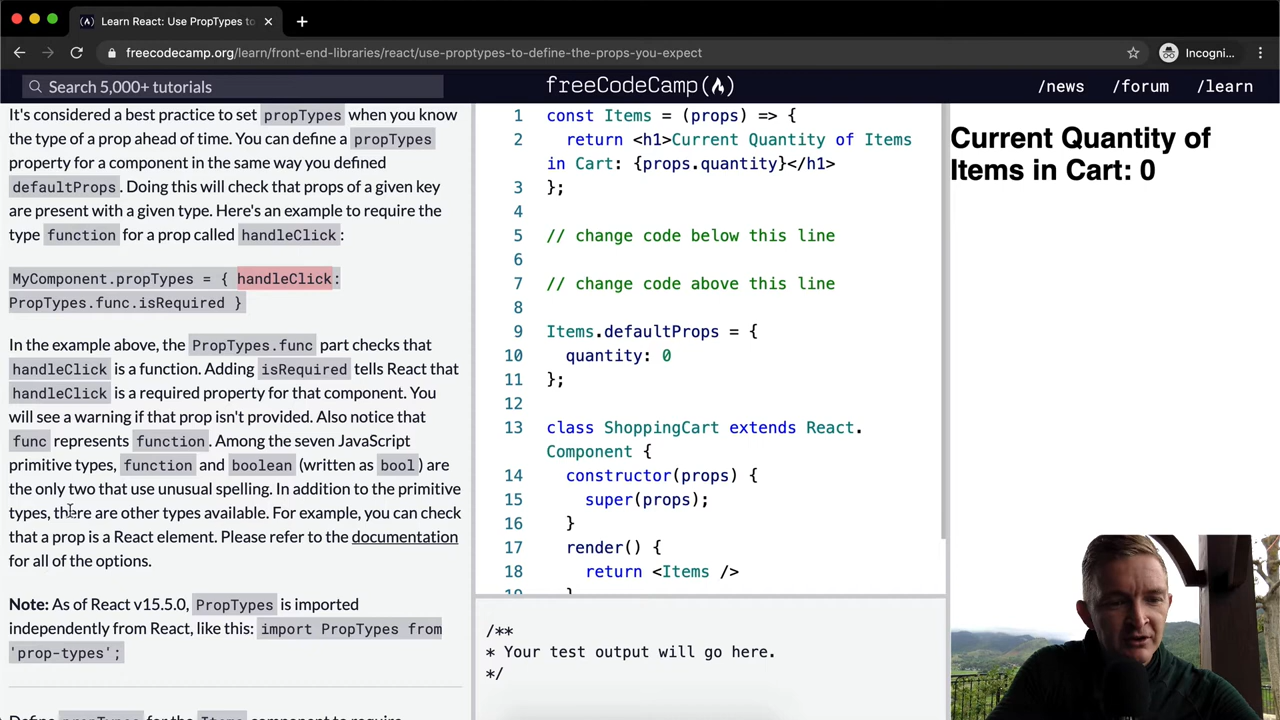 Learn React: Use PropTypes to
freecodecamp.org/learn/front-end-libraries/react/use-proptypes-to-define-the-props-you-expect
Incogni...
Search 5,000+ tutorials
freeCodeCamp
/news
/forum
/learn
It's considered a best practice to set propTypes when you know
the type of a prop ahead of time. You can define a propTypes
property for a component in the same way you defined
defaultProps. Doing this will check that props of a given key
are present with a given type. Here's an example to require the
type function for a prop called handleClick:
MyComponent.propTypes = { handleClick:
PropTypes.func.isRequired }
In the example above, the PropTypes.func part checks that
handleClick is a function. Adding isRequired tells React that
handleClick is a required property for that component. You
will see a warning if that prop isn't provided. Also notice that
func represents function. Among the seven JavaScript
primitive types, function and boolean (written as bool) are
the only two that use unusual spelling. In addition to the primitive
types, there are other types available. For example, you can check
that a prop is a React element. Please refer to the documentation
for all of the options.
Note: As of React v15.5.0, PropTypes is imported
independently from React, like this: import PropTypes from
'prop-types';
Define propTypes for the Items component to require
1 const Items = (props) => {
2 return <h1>Current Quantity of Items
in Cart: {props.quantity}</h1>
3 };
4
5 // change code below this line
6
7 // change code above this line
8
9 Items.defaultProps = {
10 quantity: 0
11 };
12
13 class ShoppingCart extends React.
Component {
14 constructor(props) {
15 super(props);
16 }
17 render() {
18 return <Items />
19 }
/**
* Your test output will go here.
*/
Current Quantity of
Items in Cart: 0